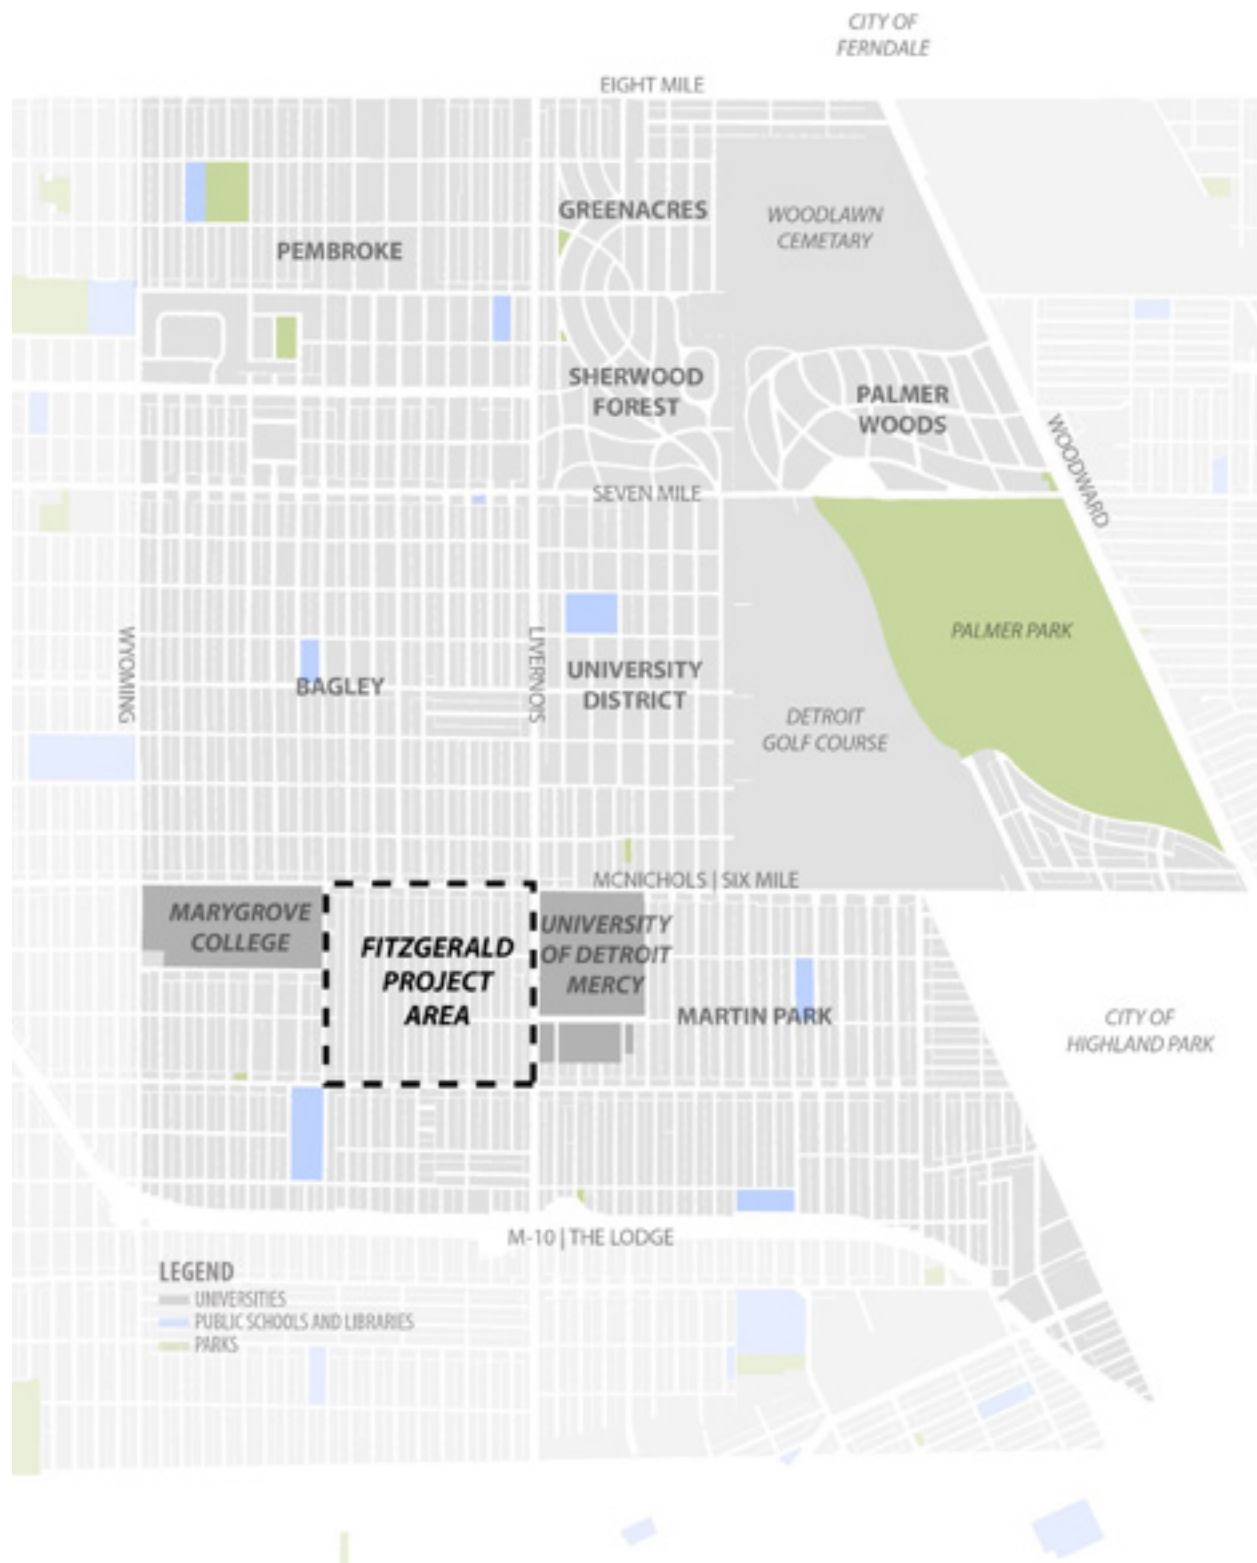 CITY OF
FERNDALE
EIGHT MILE
GREENACRES
WOODLAWN
CEMETARY
PEMBROKE
SHERWOOD
FOREST
PALMER
WOODS
WOODWARD
SEVEN MILE
PALMER PARK
WYOMING
LIVERNOIS
BAGLEY
UNIVERSITY
DISTRICT
DETROIT
GOLF COURSE
MCNICHOLS | SIX MILE
MARYGROVE
COLLEGE
FITZGERALD
PROJECT
AREA
UNIVERSITY
OF DETROIT
MERCY
MARTIN PARK
CITY OF
HIGHLAND PARK
M-10 | THE LODGE
LEGEND
UNIVERSITIES
PUBLIC SCHOOLS AND LIBRARIES
PARKS